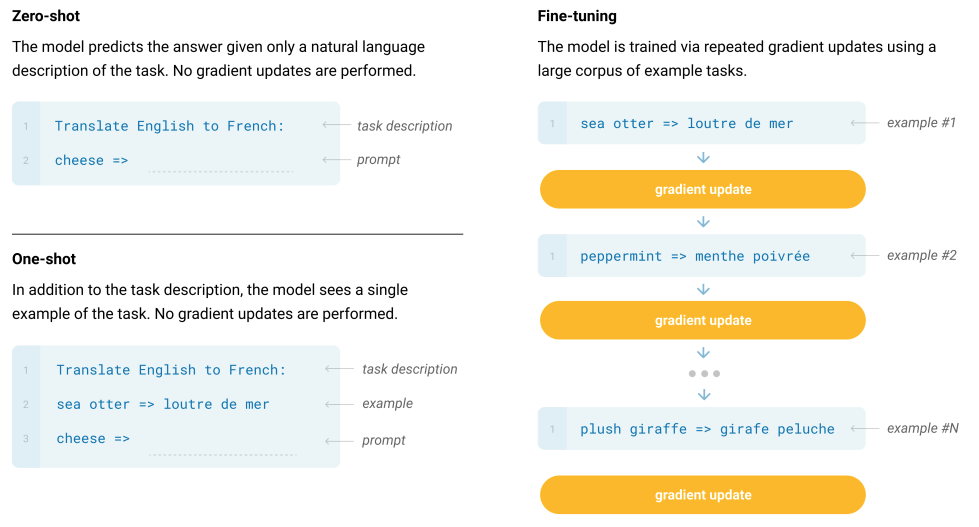 Zero-shot
The model predicts the answer given only a natural language
description of the task. No gradient updates are performed.
1 Translate English to French: task description
2 cheese => prompt
One-shot
In addition to the task description, the model sees a single
example of the task. No gradient updates are performed.
1 Translate English to French: task description
2 sea otter => loutre de mer example
3 cheese => prompt
Fine-tuning
The model is trained via repeated gradient updates using a
large corpus of example tasks.
1 sea otter => loutre de mer example #1
gradient update
1 peppermint => menthe poivrée example #2
gradient update
1 plush giraffe => girafe peluche example #N
gradient update